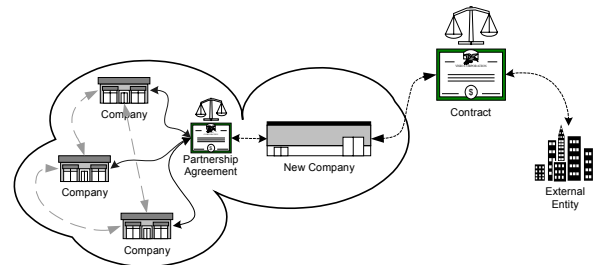 Company
Company
Company
Partnership
Agreement
$
New Company
$
Contract
External
Entity